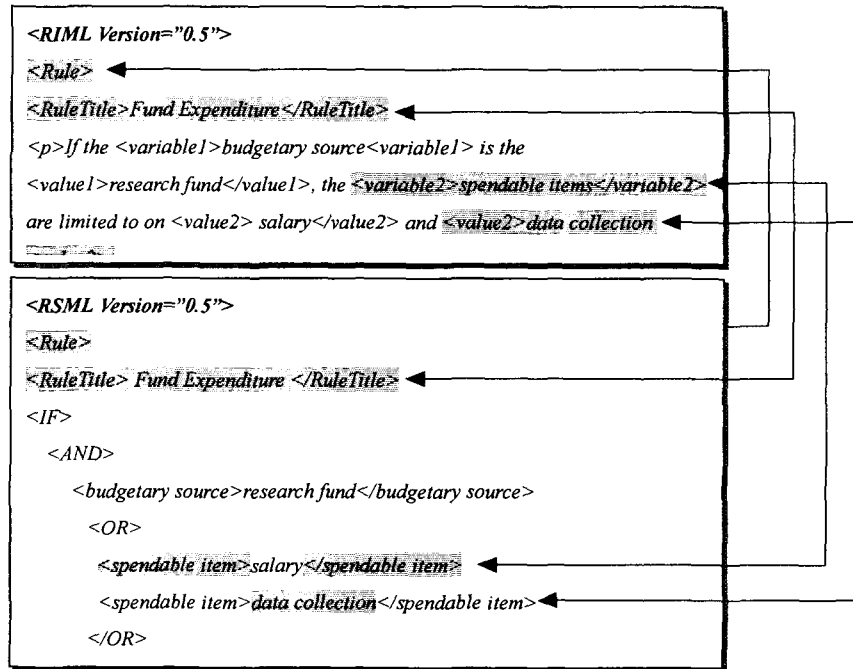 <RIML Version="0.5">
<Rule>
<RuleTitle>Fund Expenditure</RuleTitle>
<p>If the <variable1>budgetary source<variable1> is the
<value1>research fund</value1>, the <variable2>spendable items</variable2>
are limited to on <value2> salary</value2> and <value2>data collection
<RSML Version="0.5">
<Rule>
<RuleTitle> Fund Expenditure </RuleTitle>
<IF>
<AND>
<budgetary source>research fund</budgetary source>
<OR>
<spendable item>salary</spendable item>
<spendable item>data collection</spendable item>
</OR>